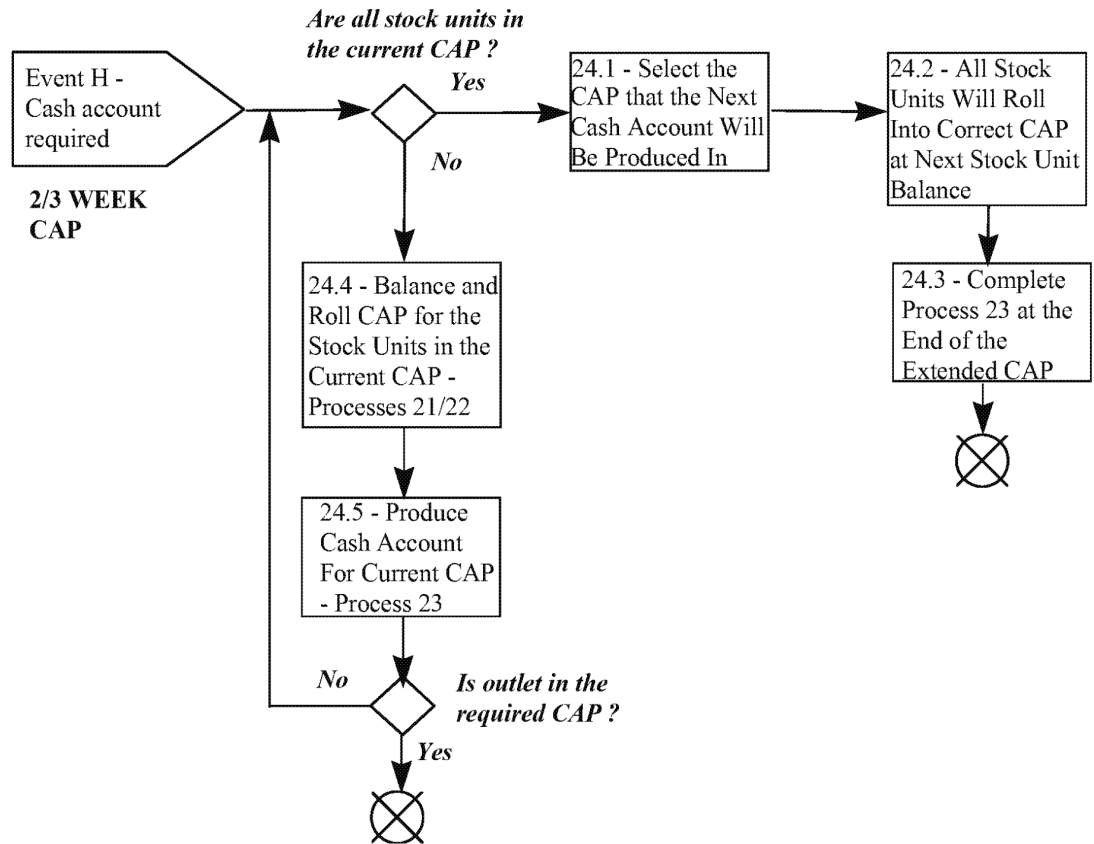 Are all stock units in
the current CAP ?
Event H -
Cash account
required
2/3 WEEK
CAP
Yes
No
24.1 - Select the
CAP that the Next
Cash Account Will
Be Produced In
24.2 - All Stock
Units Will Roll
Into Correct CAP
at Next Stock Unit
Balance
24.3 - Complete
Process 23 at the
End of the
Extended CAP
24.4 - Balance and
Roll CAP for the
Stock Units in the
Current CAP -
Processes 21/22
24.5 - Produce
Cash Account
For Current CAP
- Process 23
No
Is outlet in the
required CAP ?
Yes